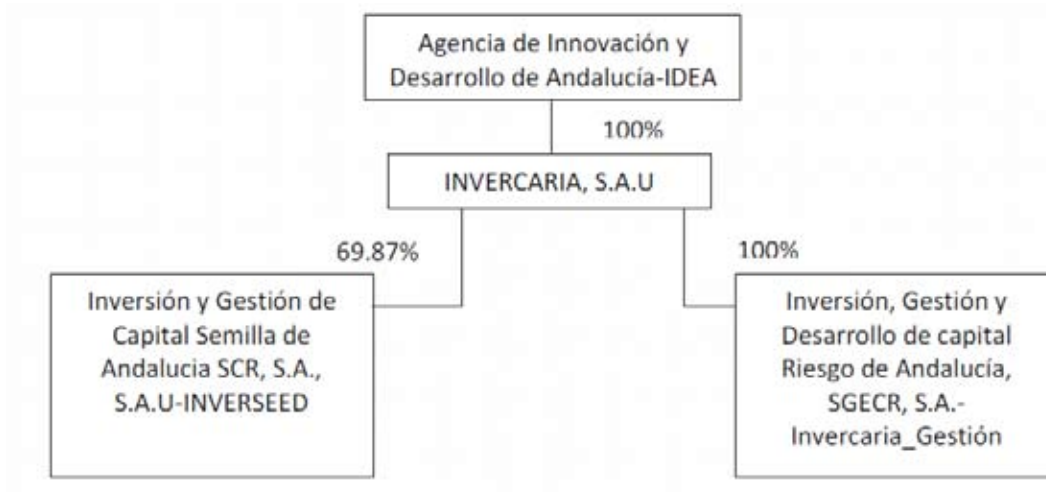 Agencia de Innovación y
Desarrollo de Andalucía-IDEA
100%
INVERCARIA, S.A.U
69.87%
100%
Inversión y Gestión de
Capital Semilla de
Andalucia SCR, S.A.,
S.A.U-INVERSEED
Inversión, Gestión y
Desarrollo de capital
Riesgo de Andalucía,
SGECR, S.A.-
Invercaria_Gestión